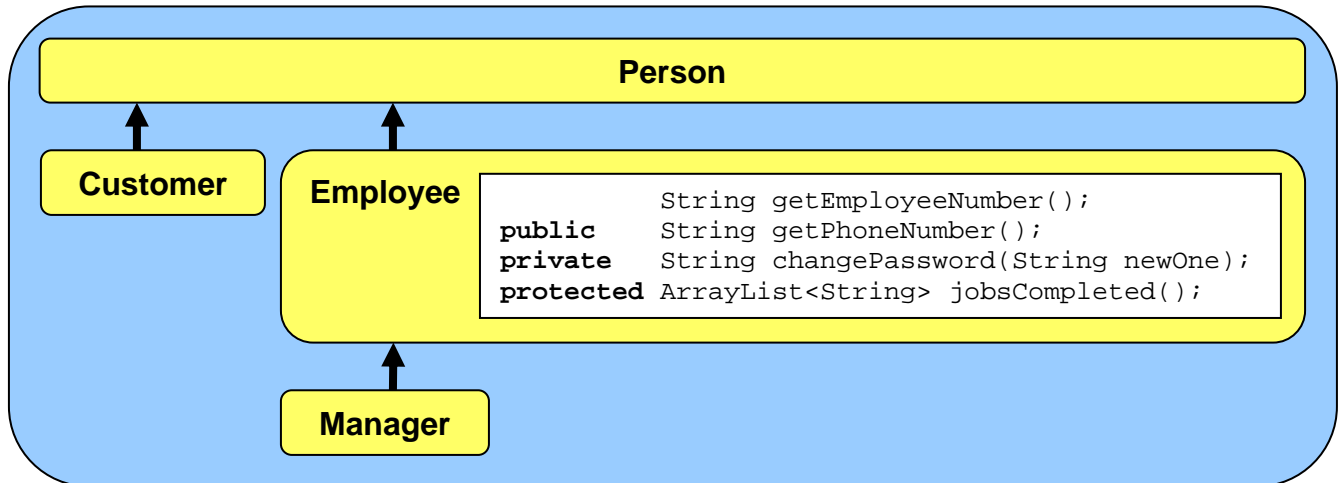 Person
Customer
Employee
String getEmployeeNumber();
public String getPhoneNumber();
private String changePassword(String newOne);
protected ArrayList<String> jobsCompleted();
Manager